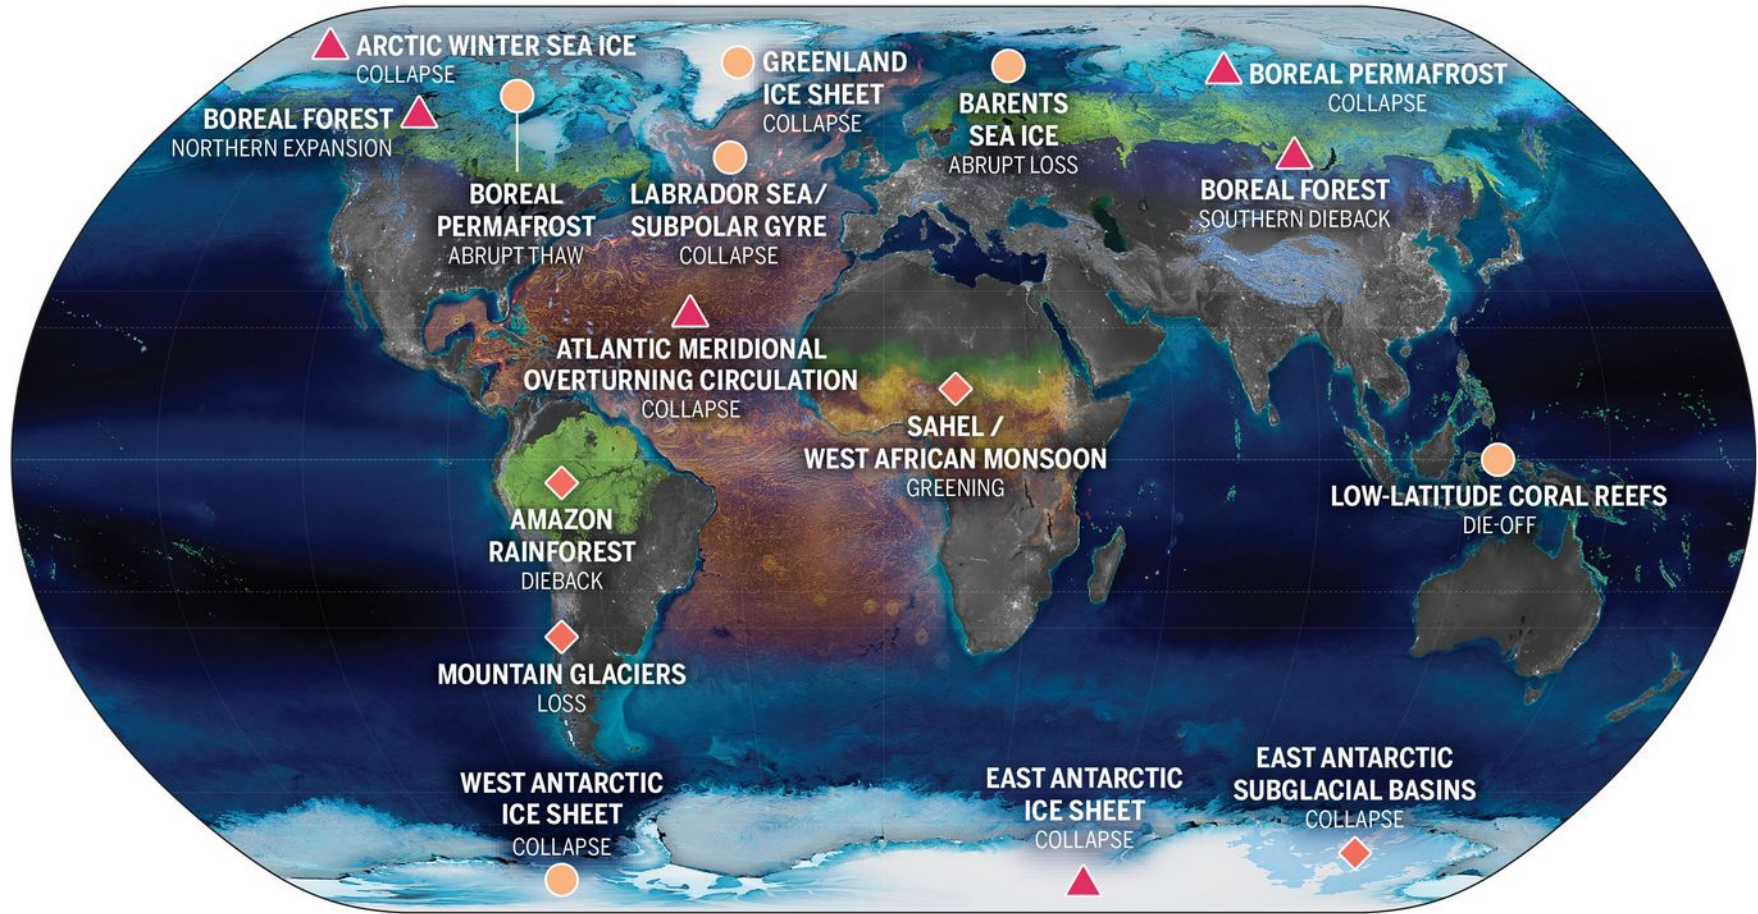 ARCTIC WINTER SEA ICE
COLLAPSE
GREENLAND
ICE SHEET
COLLAPSE
BARENTS
SEA ICE
ABRUPT LOSS
BOREAL PERMAFROST
COLLAPSE
BOREAL FOREST
NORTHERN EXPANSION
BOREAL
PERMAFROST
ABRUPT THAW
LABRADOR SEA/
SUBPOLAR GYRE
COLLAPSE
BOREAL FOREST
SOUTHERN DIEBACK
ATLANTIC MERIDIONAL
OVERTURNING CIRCULATION
COLLAPSE
SAHEL /
WEST AFRICAN MONSOON
GREENING
LOW-LATITUDE CORAL REEFS
DIE-OFF
AMAZON
RAINFOREST
DIEBACK
MOUNTAIN GLACIERS
LOSS
WEST ANTARCTIC
ICE SHEET
COLLAPSE
EAST ANTARCTIC
ICE SHEET
COLLAPSE
EAST ANTARCTIC
SUBGLACIAL BASINS
COLLAPSE